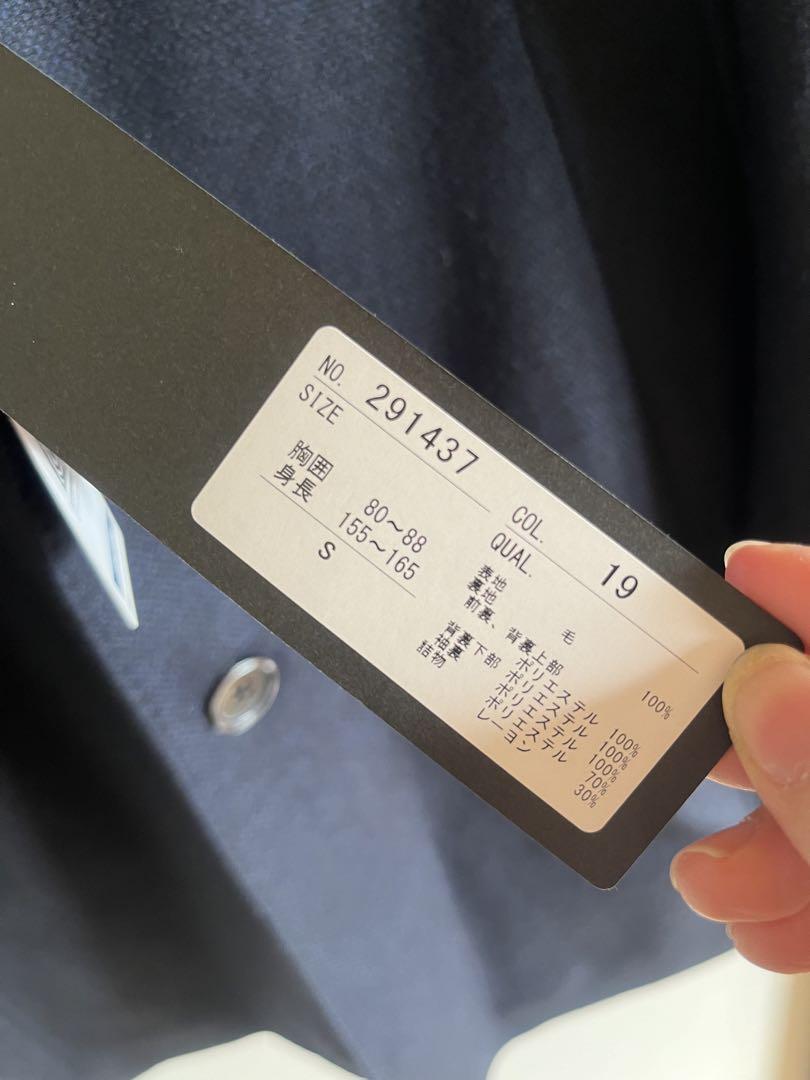 NO. 291437
SIZE
胸囲 80～88
身長 155～165
S
COL. 19
QUAL.
表地 毛 100%
裏地
前裏、背裏上部
ポリエステル 100%
背裏下部 ポリエステル 100%
袖裏 ポリエステル 100%
詰物 ポリエステル 70%
レーヨン 30%